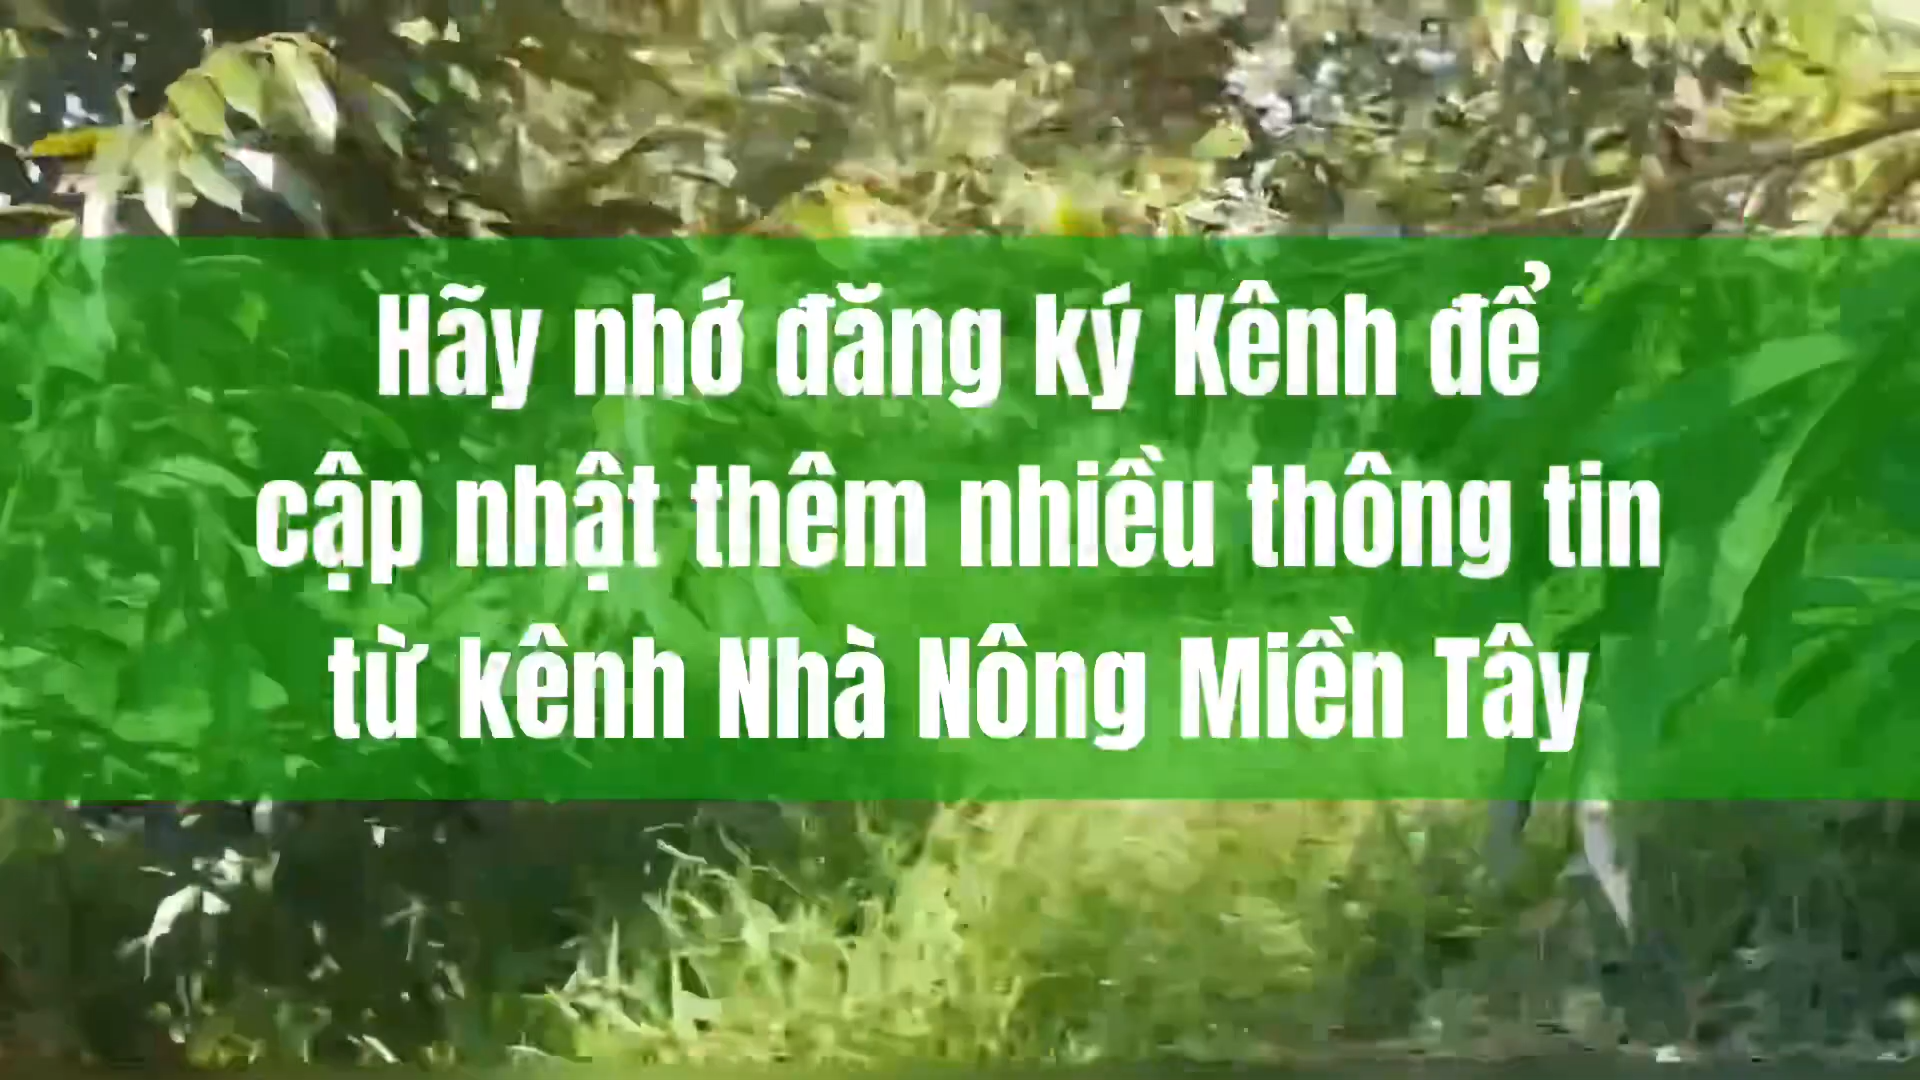 Hãy nhớ đăng ký Kênh để
cập nhật thêm nhiều thông tin
từ kênh Nhà Nông Miền Tây